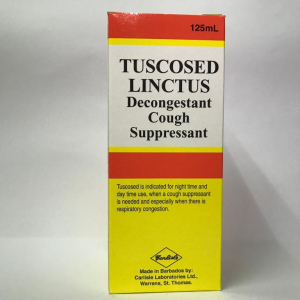 125mL
TUSCOSED
LINCTUS
Decongestant
Cough
Suppressant
Tuscosed is indicated for night time and
day time use, when a cough suppressant
is needed and especially when there is
respiratory congestion.
Carlisle
Made in Barbados by:
Carlisle Laboratories Ltd.,
Warrens, St. Thomas.